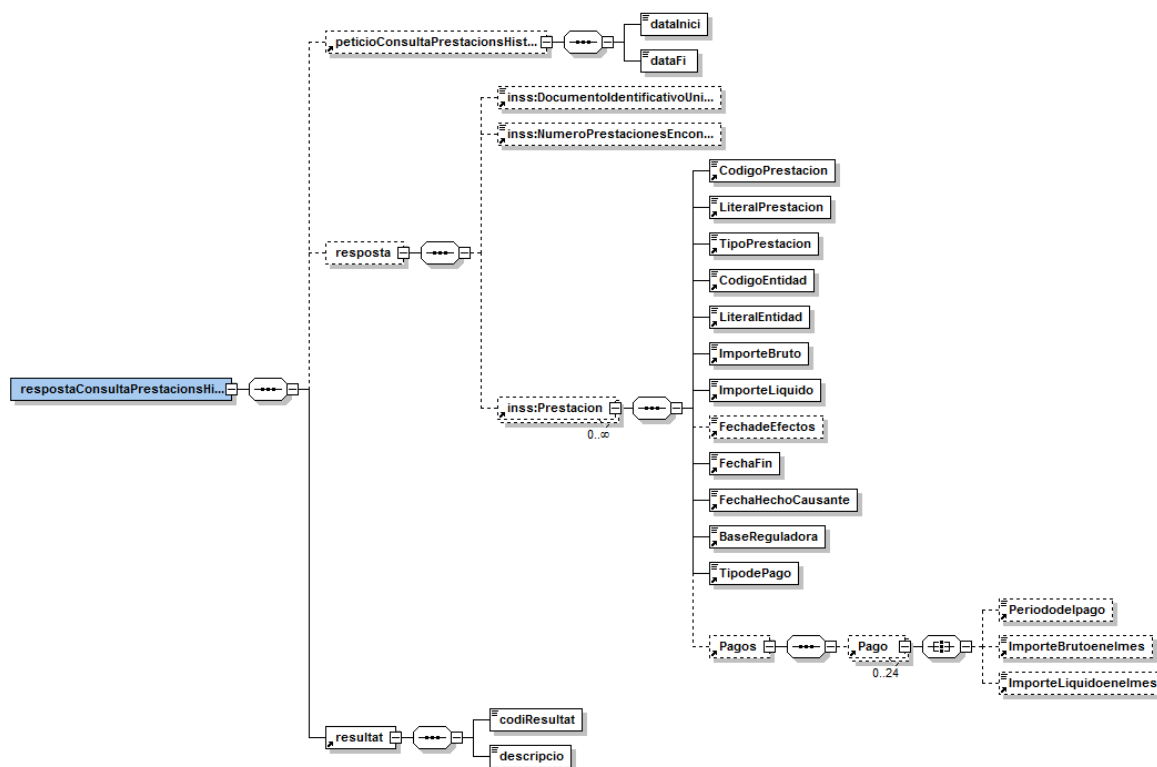 dataInici
peticioConsultaPrestacionsHist...
dataFi
inss:DocumentoIdentificativoUni...
inss:NumeroPrestacionesEncon...
CodigoPrestacion
LiteralPrestacion
TipoPrestacion
resposta
CodigoEntidad
LiteralEntidad
ImporteBruto
respostaConsultaPrestacionsHi...
ImporteLiquido
inss:Prestacion
0..∞
FechadeEfectos
FechaFin
FechaHechoCausante
BaseReguladora
TipodePago
Periododelpago
Pagos
Pago
0..24
ImporteBrutoenelmes
ImporteLiquidoenelmes
codiResultat
resultat
descripcio